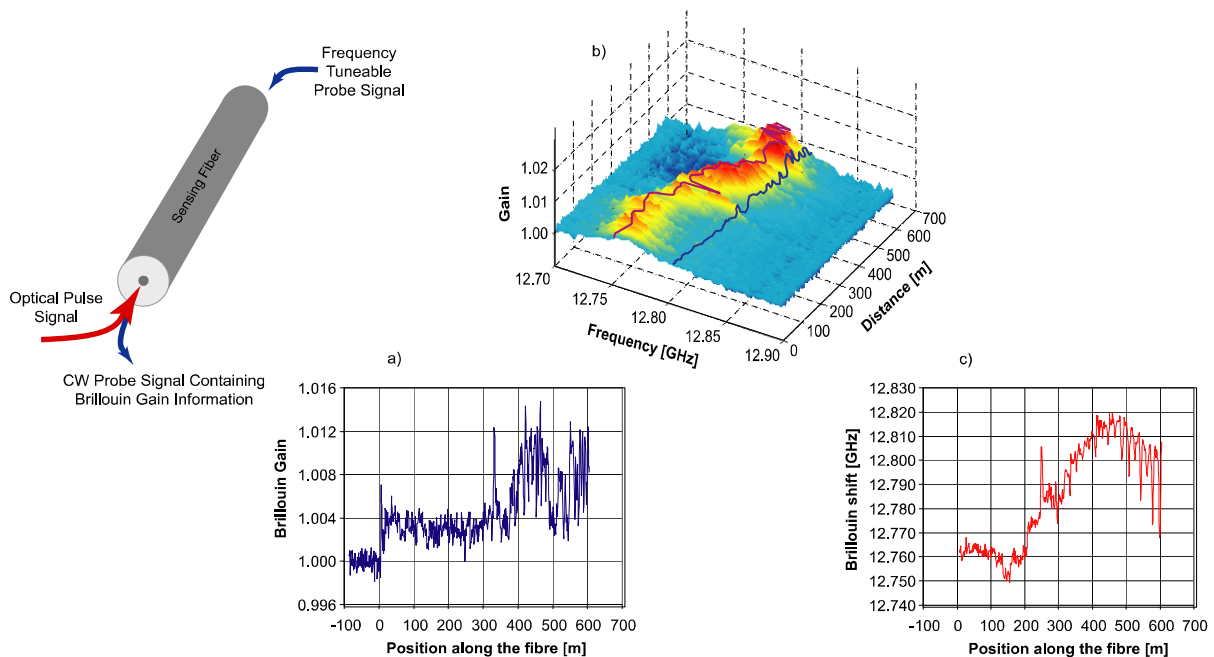 Frequency
Tuneable
Probe Signal
Sensing Fiber
Optical Pulse
Signal
CW Probe Signal Containing
Brillouin Gain Information
b)
Gain
1.02
1.01
1.00
12.70
12.75
12.80
12.85
12.90
Frequency [GHz]
0
100
200
300
400
500
600
700
Distance [m]
a)
Brillouin Gain
1.016
1.012
1.008
1.004
1.000
0.996
-100 0 100 200 300 400 500 600 700
Position along the fibre [m]
c)
Brillouin shift [GHz]
12.830
12.820
12.810
12.800
12.790
12.780
12.770
12.760
12.750
12.740
-100 0 100 200 300 400 500 600 700
Position along the fibre [m]